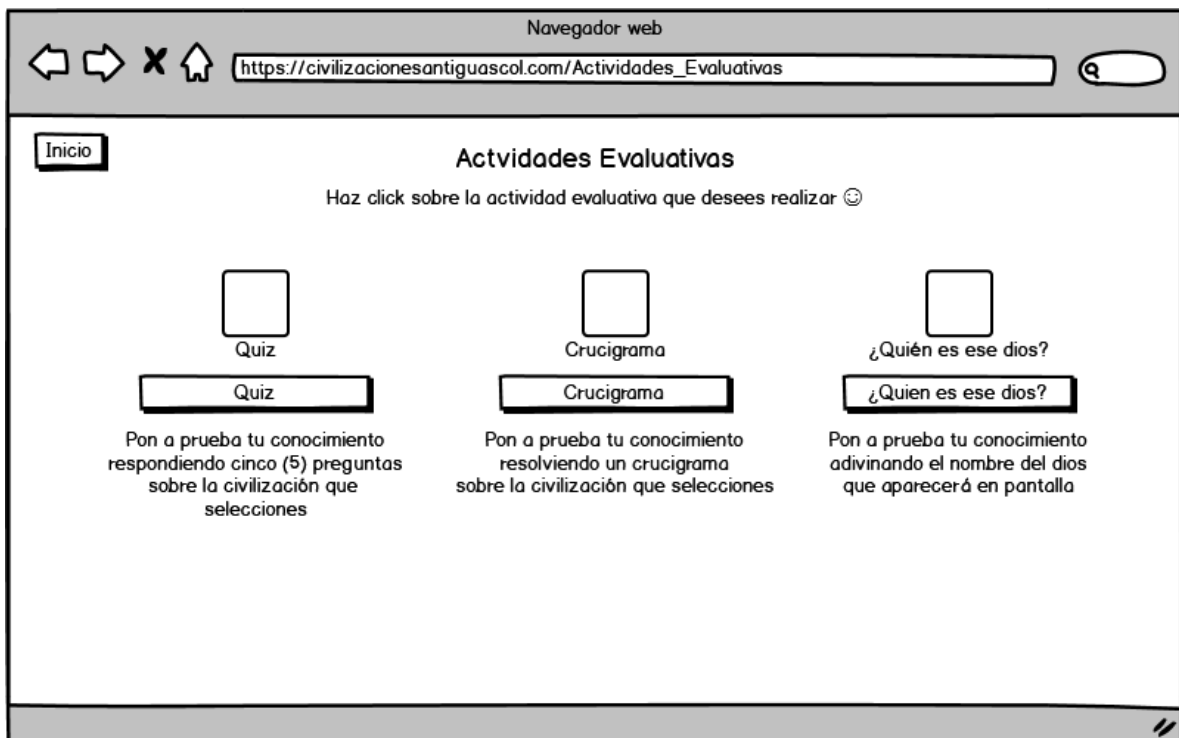 Navegador web
https://civilizacionesantiguascol.com/Actividades_Evaluativas
Inicio
Actvidades Evaluativas
Haz click sobre la actividad evaluativa que desees realizar ☺
Quiz
Quiz
Pon a prueba tu conocimiento
respondiendo cinco (5) preguntas
sobre la civilización que
selecciones
Crucigrama
Crucigrama
Pon a prueba tu conocimiento
resolviendo un crucigrama
sobre la civilización que selecciones
¿Quién es ese dios?
¿Quien es ese dios?
Pon a prueba tu conocimiento
adivinando el nombre del dios
que aparecerá en pantalla